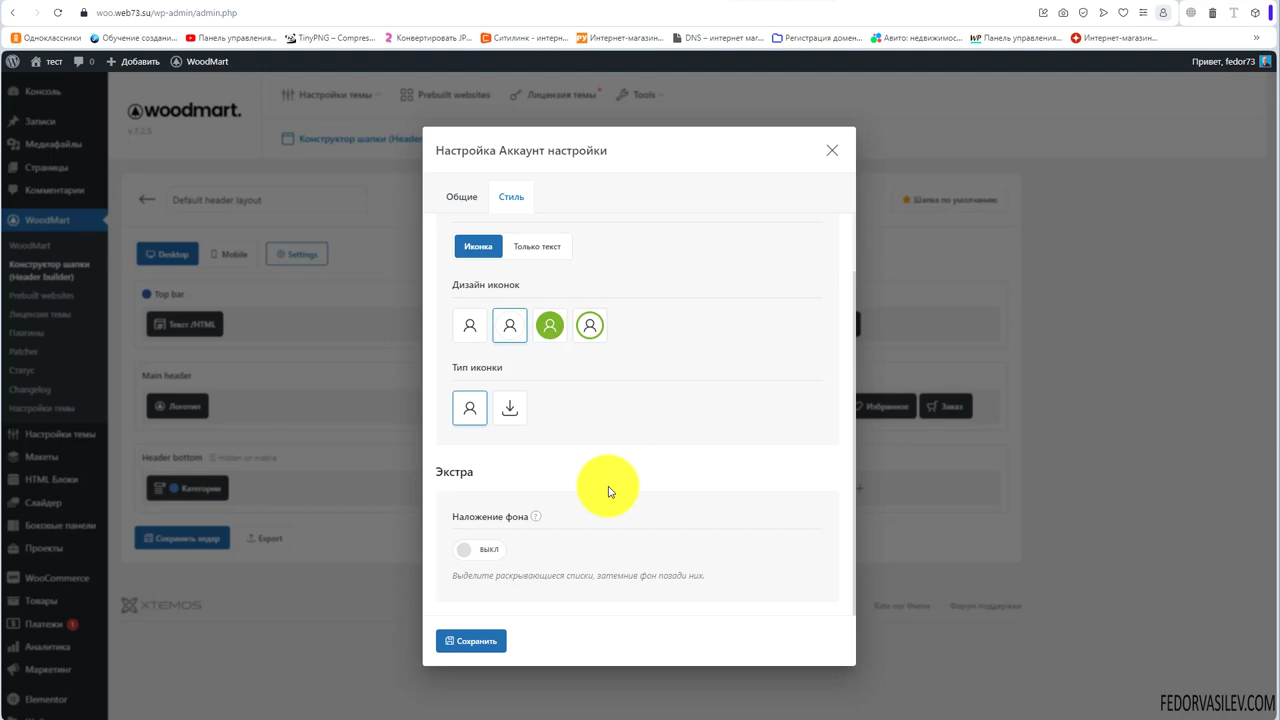 woo.web73.su/wp-admin/admin.php
Одноклассники
Обучение создани...
Панель управления...
TinyPNG – Compres...
Конвертировать JP...
Ситилинк - интерн...
Интернет-магазин...
DNS – интернет маг...
Регистрация домен...
Авито: недвижимос...
Панель управления...
Интернет-магазин...
»
тест
0
Добавить
WoodMart
Привет, fedor73
Консоль
Записи
Медиафайлы
Страницы
Комментарии
WoodMart
WoodMart
Конструктор шапки
(Header builder)
Prebuilt websites
Лицензия темы
Плагины
Patcher
Статус
Changelog
Настройки темы
Настройки темы
Макеты
HTML Блоки
Слайдер
Боковые панели
Проекты
WooCommerce
Товары
Платежи 1
Аналитика
Маркетинг
Elementor
woodmart.
v.7.2.5
Настройки темы
Prebuilt websites
Лицензия темы
Tools
Конструктор шапки (Header
Default header layout
Шапка по умолчанию
Desktop
Mobile
Settings
Top bar
Текст /HTML
Main header
Логотип
Избранное
Заказ
Header bottom
Hidden on mobile
Категории
Сохранить хедер
Export
XTEMOS
Rate our theme
Форум поддержки
Настройка Аккаунт настройки
Общие
Стиль
Иконка
Только текст
Дизайн иконок
Тип иконки
Экстра
Наложение фона ?
ВЫКЛ
Выделите раскрывающиеся списки, затемнив фон позади них.
Сохранить
FEDORVASILEV.COM